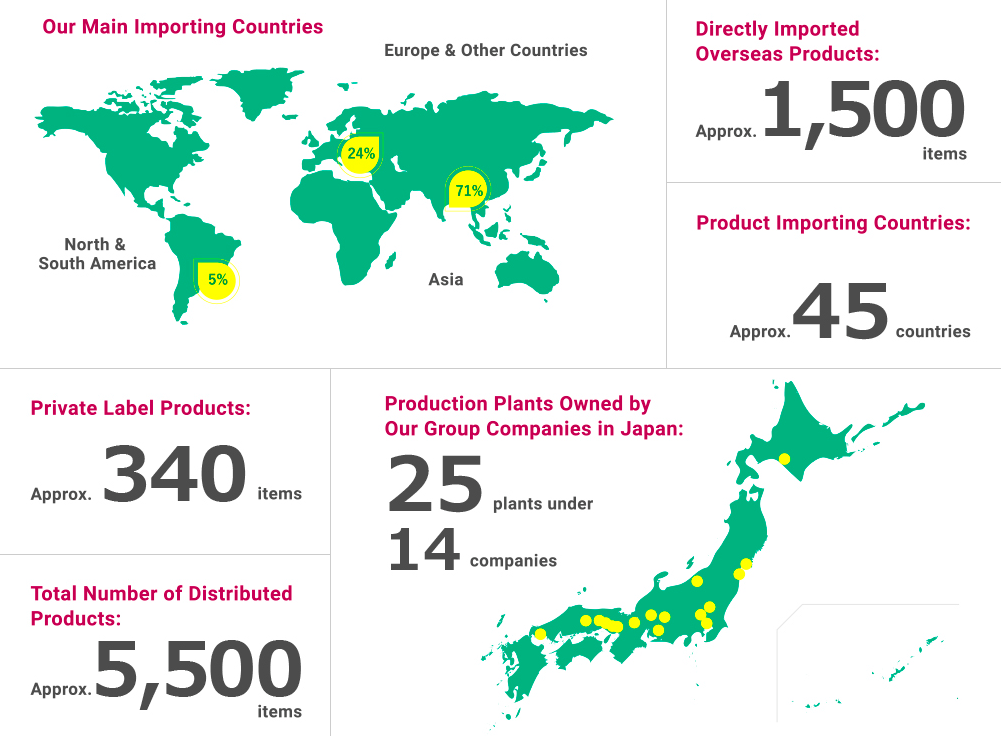 Our Main Importing Countries
Europe & Other Countries
24%
71%
North &
South America
5%
Asia
Directly Imported
Overseas Products:
Approx. 1,500
items
Product Importing Countries:
Approx. 45 countries
Private Label Products:
Approx. 340 items
Total Number of Distributed
Products:
Approx. 5,500
items
Production Plants Owned by
Our Group Companies in Japan:
25 plants under
14 companies